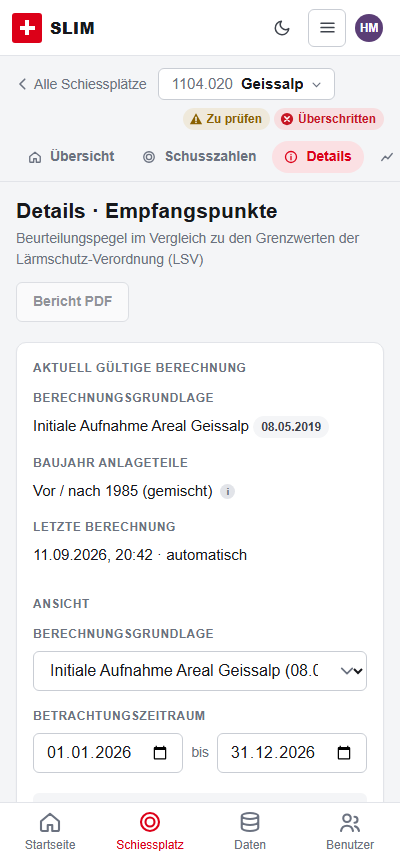 SLIM
HM
Alle Schiessplätze
1104.020 Geissalp
Zu prüfen
Überschritten
Übersicht
Schusszahlen
Details
Details · Empfangspunkte
Beurteilungspegel im Vergleich zu den Grenzwerten der
Lärmschutz-Verordnung (LSV)
Bericht PDF
AKTUELL GÜLTIGE BERECHNUNG
BERECHNUNGSGRUNDLAGE
Initiale Aufnahme Areal Geissalp 08.05.2019
BAUJAHR ANLAGETEILE
Vor / nach 1985 (gemischt) i
LETZTE BERECHNUNG
11.09.2026, 20:42 · automatisch
ANSICHT
BERECHNUNGSGRUNDLAGE
Initiale Aufnahme Areal Geissalp (08.0
BETRACHTUNGSZEITRAUM
01.01.2026 bis 31.12.2026
Startseite
Schiessplatz
Daten
Benutzer